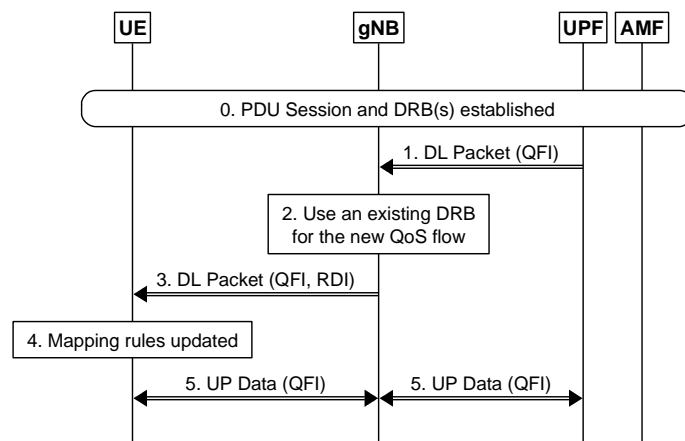 UE
gNB
UPF
AMF
0. PDU Session and DRB(s) established
1. DL Packet (QFI)
2. Use an existing DRB
for the new QoS flow
3. DL Packet (QFI, RDI)
4. Mapping rules updated
5. UP Data (QFI)
5. UP Data (QFI)